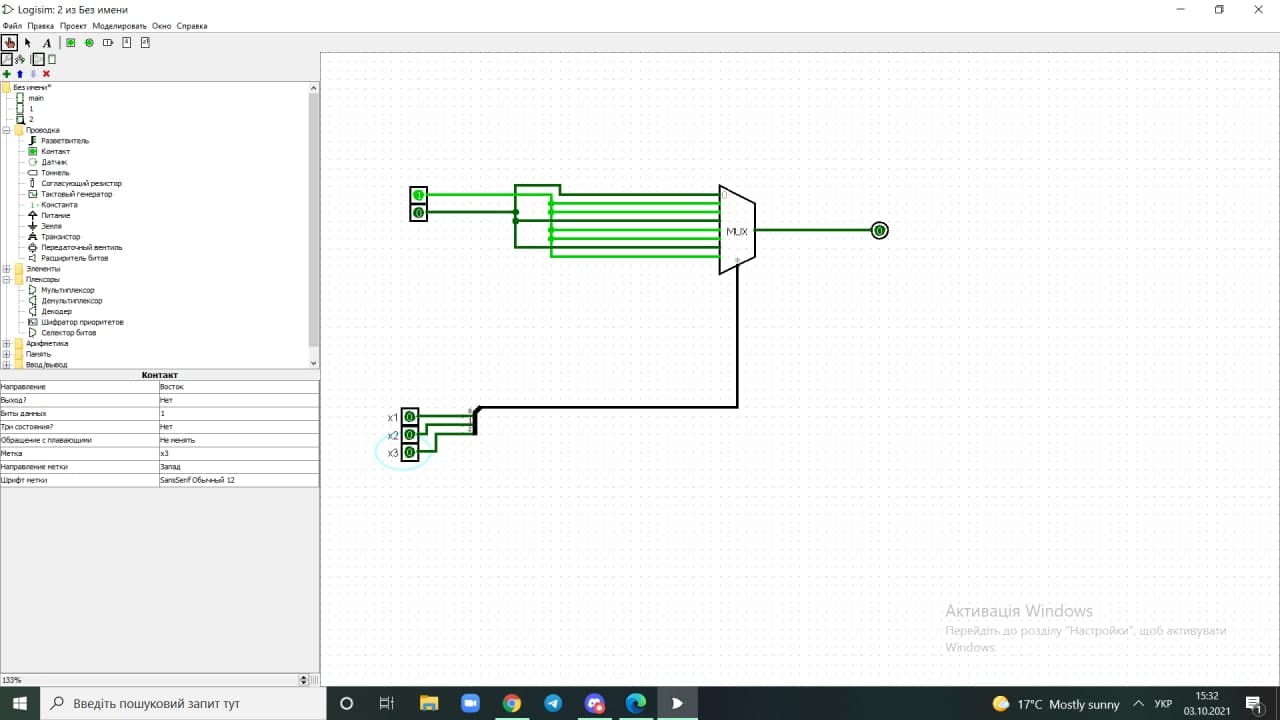 Logisim: 2 из Без имени
Файл Правка Проект Моделировать Окно Справка
A
Без имени*
main
1
2
Проводка
Разветвитель
Контакт
Датчик
Тоннель
Согласующий резистор
Тактовый генератор
Константа
Питание
Земля
Транзистор
Передаточный вентиль
Расширитель битов
Элементы
Плексоры
Мультиплексор
Демультиплексор
Декодер
Шифратор приоритетов
Селектор битов
Арифметика
Память
Ввод/вывод
Контакт
Направление Восток
Выход? Нет
Биты данных 1
Три состояния? Нет
Обращение с плавающими Не менять
Метка x3
Направление метки Запад
Шрифт метки SansSerif Обычный 12
133%
1
0
0
MUX
0
x1 0
x2 0
x3 0
Активація Windows
Перейдіть до розділу "Настройки", щоб активувати
Windows.
Введіть пошуковий запит тут
17°C Mostly sunny
УКР
15:32
03.10.2021
1